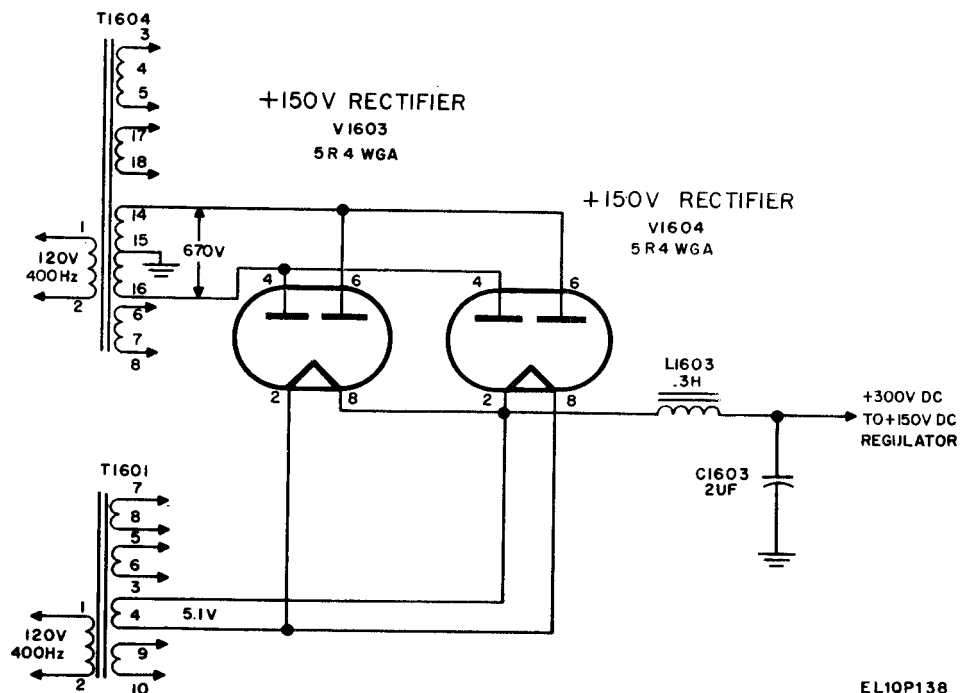 T1604
3
4
5
17
18
14
15
16
6
7
8
1
120V
400Hz
2
670V
+150V RECTIFIER
V1603
5R4 WGA
4
6
2
8
+150V RECTIFIER
V1604
5R4 WGA
4
6
2
8
L1603
.3H
+300V DC
TO+150V DC
REGULATOR
C1603
2UF
T1601
7
8
5
6
3
4
5.1V
9
10
1
120V
400Hz
2
EL10P138